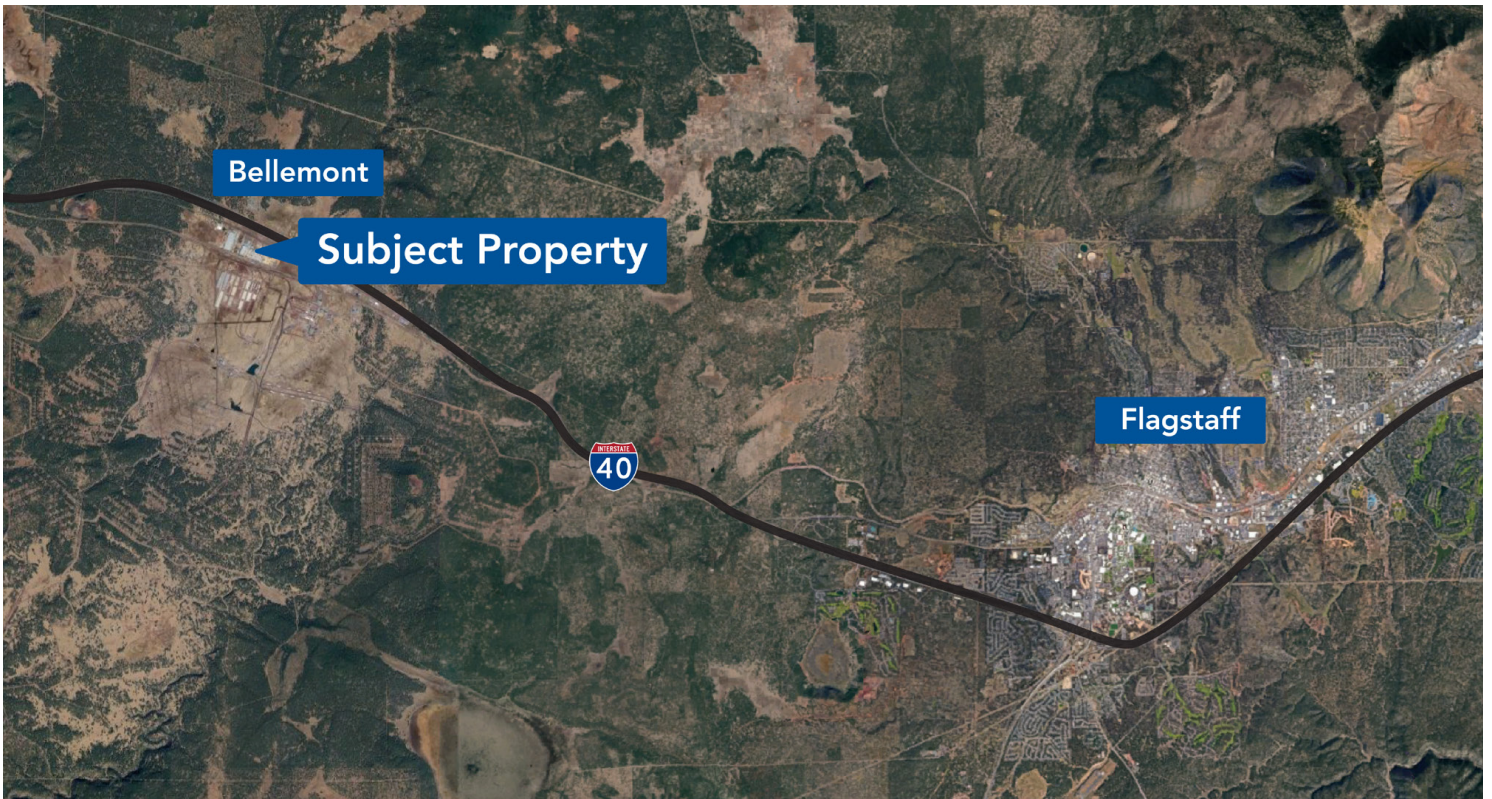 Bellemont
Subject Property
INTERSTATE
40
Flagstaff